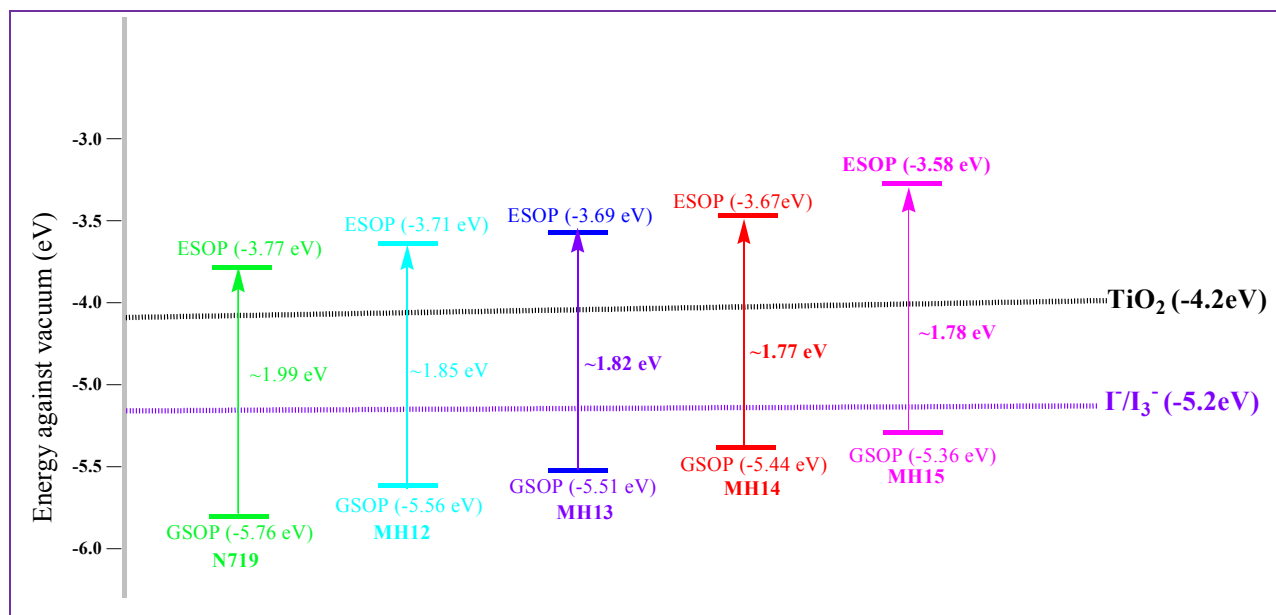 Energy against vacuum (eV)
-3.0
-3.5
-4.0
-4.5
-5.0
-5.5
-6.0
ESOP (-3.77 eV)
~1.99 eV
GSOP (-5.76 eV)
N719
ESOP (-3.71 eV)
~1.85 eV
GSOP (-5.56 eV)
MH12
ESOP (-3.69 eV)
~1.82 eV
GSOP (-5.51 eV)
MH13
ESOP (-3.67eV)
~1.77 eV
GSOP (-5.44 eV)
MH14
ESOP (-3.58 eV)
~1.78 eV
GSOP (-5.36 eV)
MH15
TiO₂ (-4.2eV)
I⁻/I₃⁻ (-5.2eV)